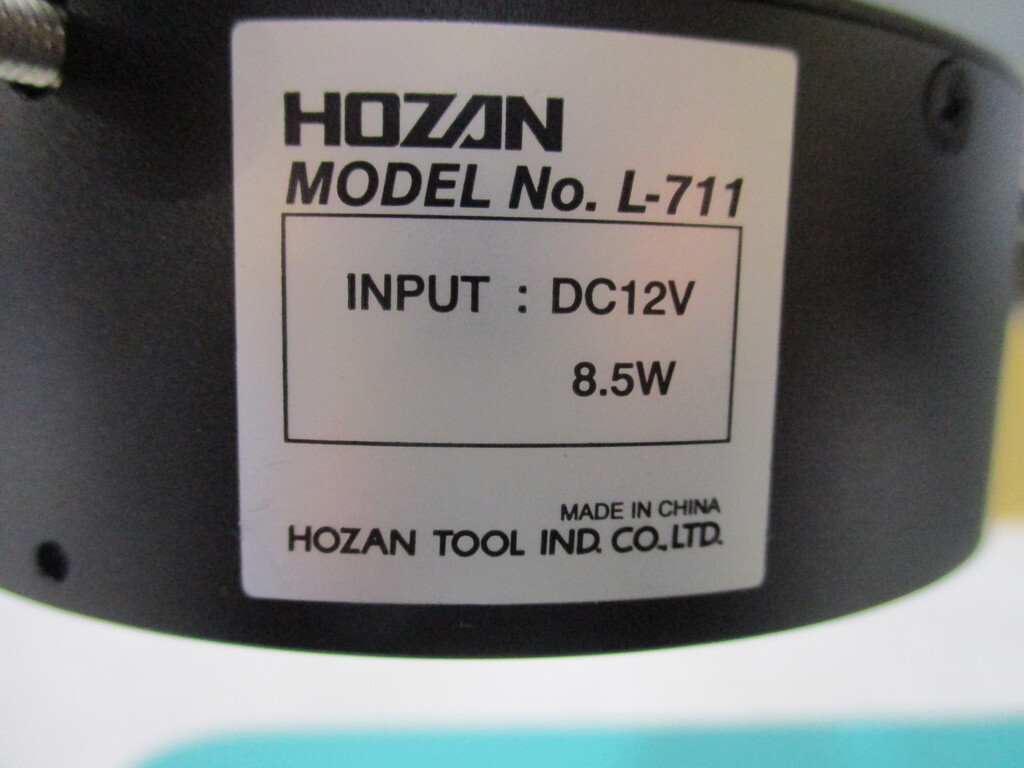 HOZAN
MODEL No. L-711
INPUT : DC12V
8.5W
MADE IN CHINA
HOZAN TOOL IND. CO., LTD.